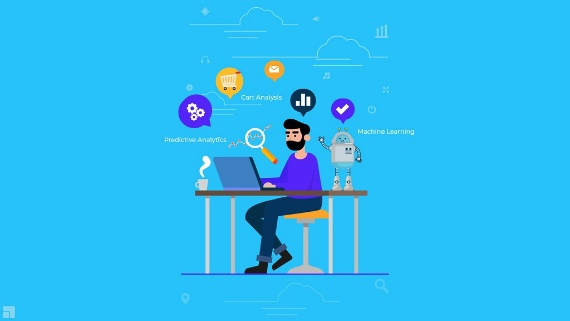 Cart Analysis
Machine Learning
Predictive Analytics